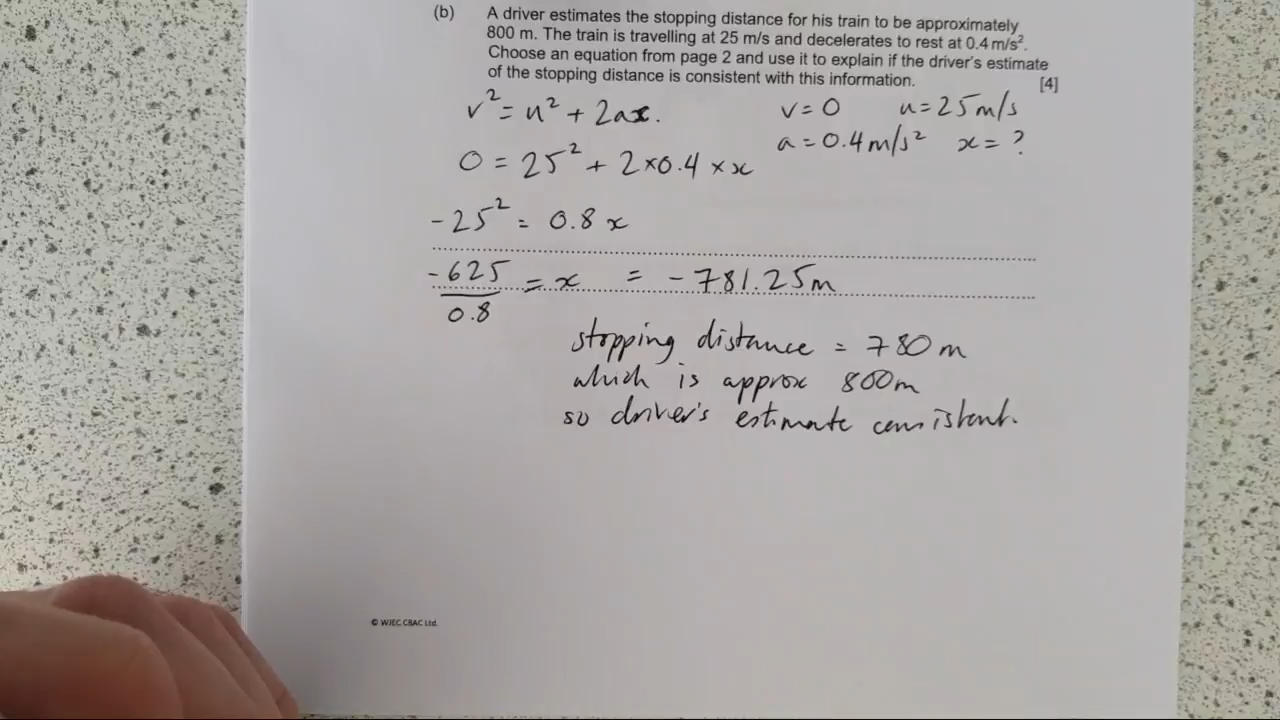 (b) A driver estimates the stopping distance for his train to be approximately
800 m. The train is travelling at 25 m/s and decelerates to rest at 0.4 m/s².
Choose an equation from page 2 and use it to explain if the driver's estimate
of the stopping distance is consistent with this information. [4]
v² = u² + 2ax. v = 0 u = 25 m/s
a = 0.4 m/s² x = ?
0 = 25² + 2 × 0.4 × x
-25² = 0.8 x
-625/0.8 = x = -781.25 m
stopping distance = 780 m
which is approx 800m
so driver's estimate consistent.
© WJEC CBAC Ltd.